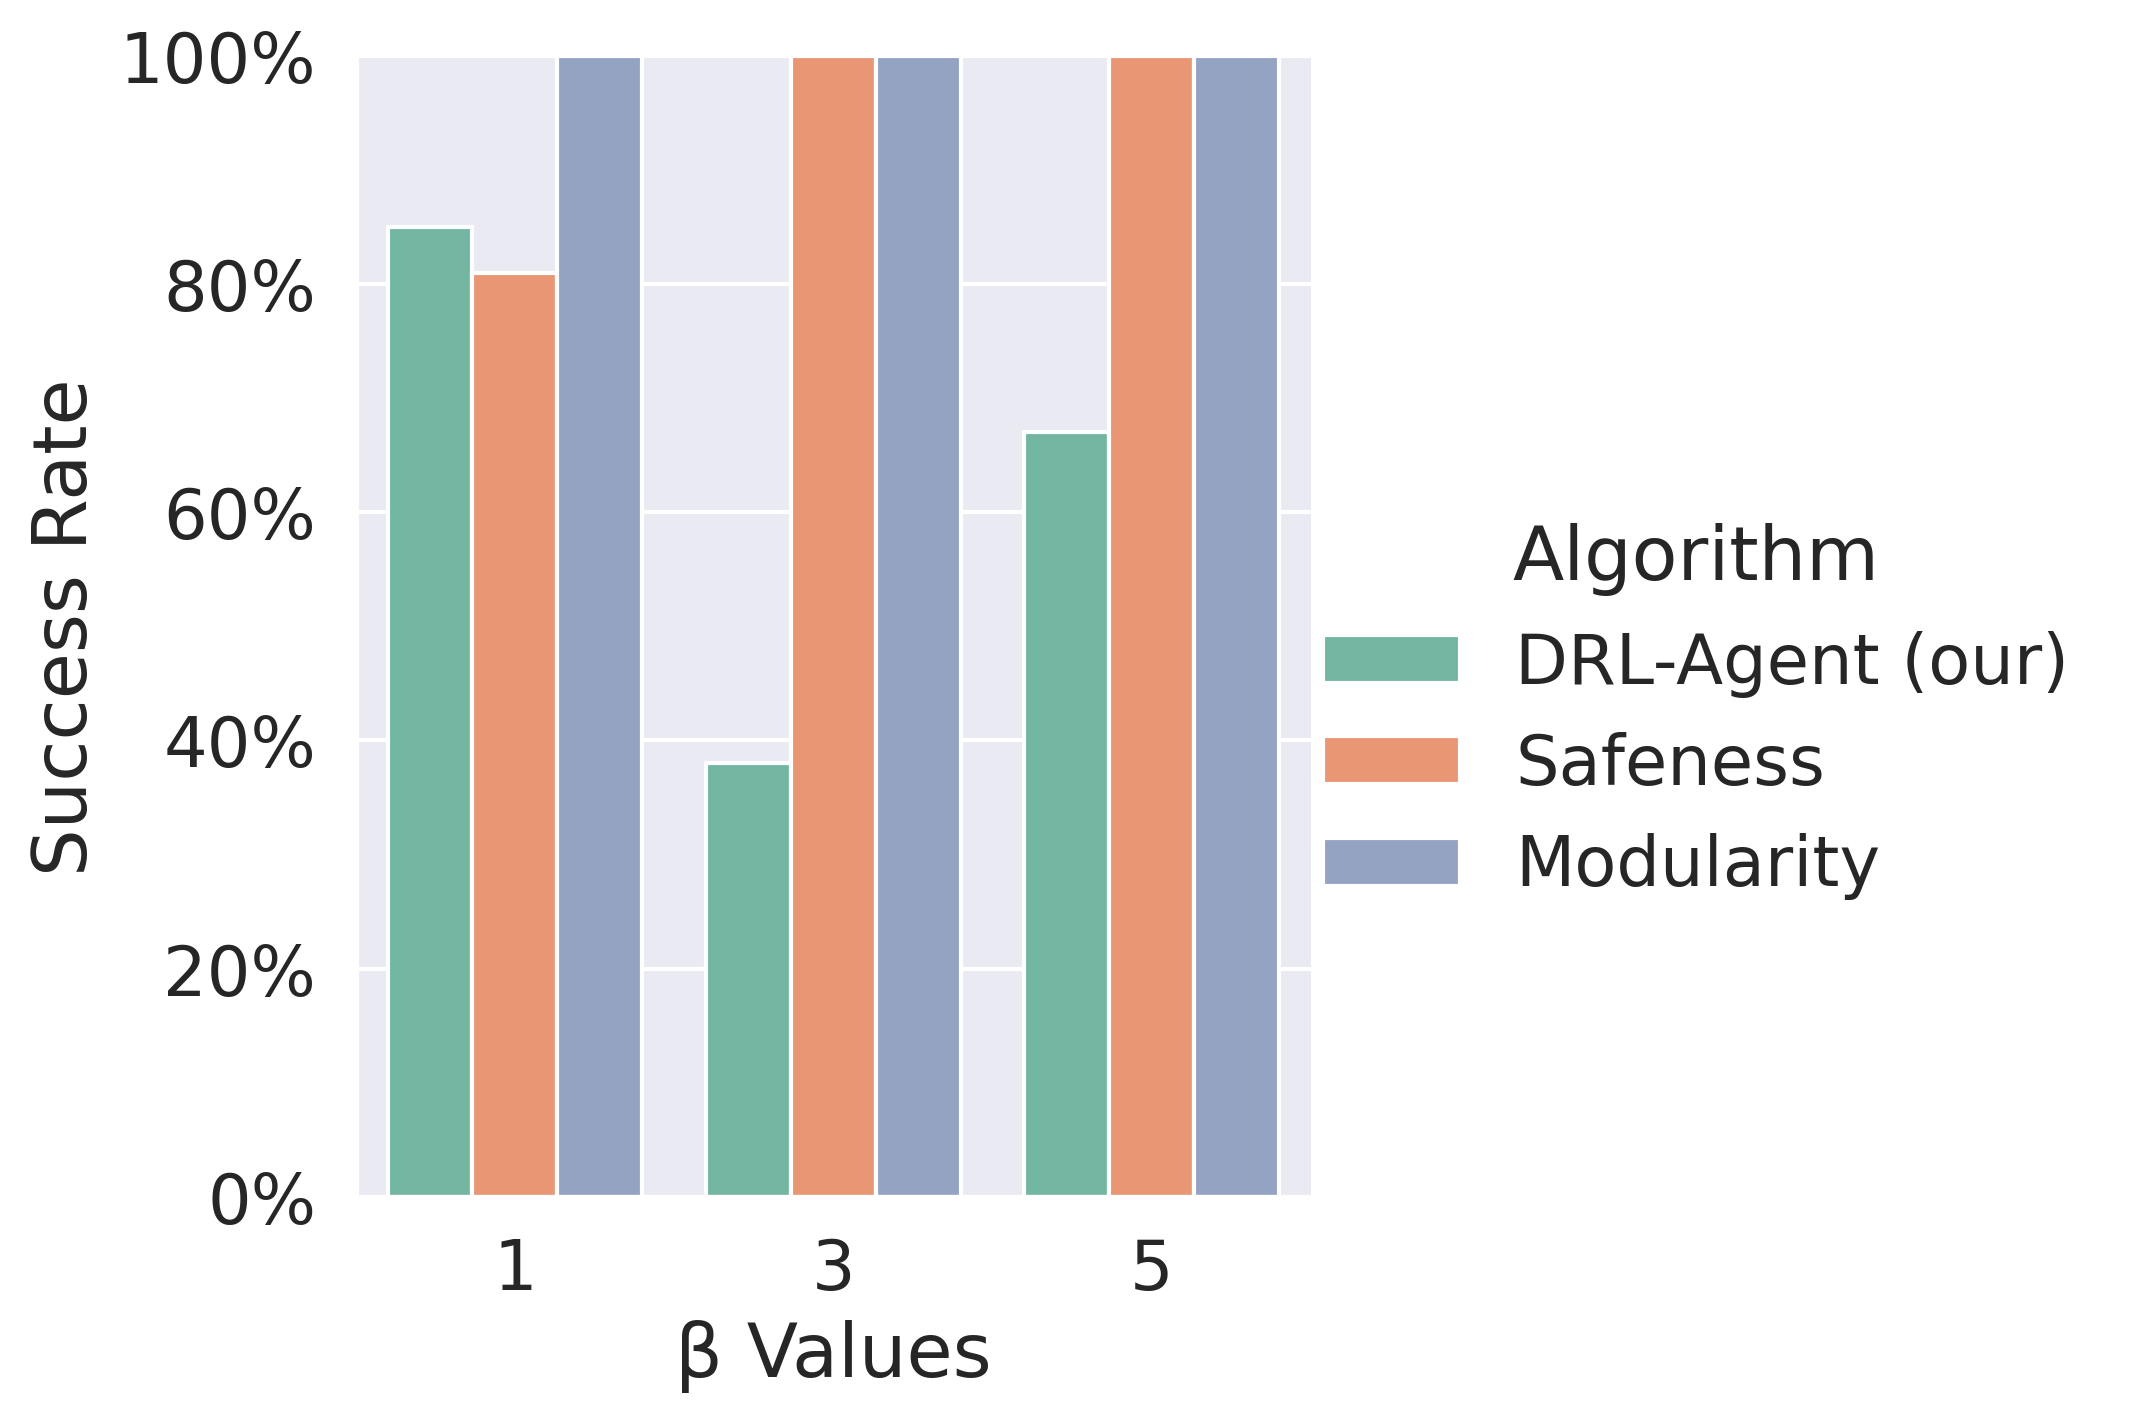 100%
80%
60%
40%
20%
0%
Success Rate
1 3 5
β Values
Algorithm
DRL-Agent (our)
Safeness
Modularity